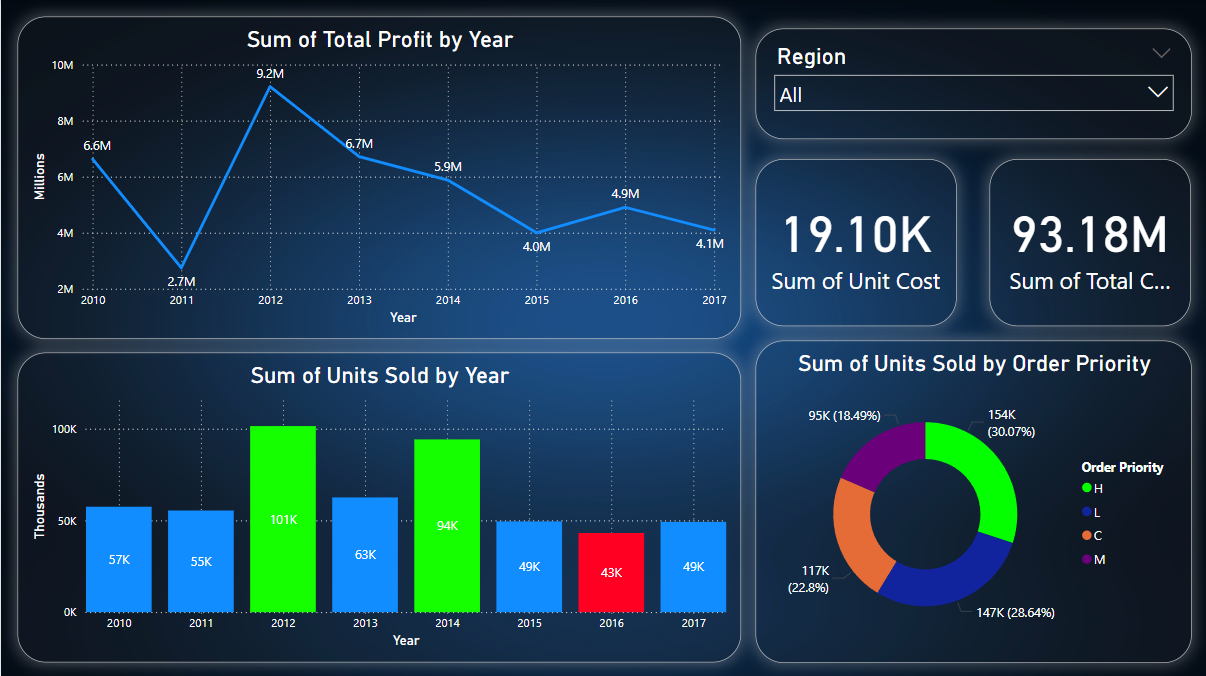 Sum of Total Profit by Year
10M
8M
6M
4M
2M
Millions
6.6M
2.7M
9.2M
6.7M
5.9M
4.0M
4.9M
4.1M
2010 2011 2012 2013 2014 2015 2016 2017
Year
Region
All
19.10K
Sum of Unit Cost
93.18M
Sum of Total C...
Sum of Units Sold by Year
100K
50K
0K
Thousands
57K
55K
101K
63K
94K
49K
43K
49K
2010 2011 2012 2013 2014 2015 2016 2017
Year
Sum of Units Sold by Order Priority
95K (18.49%)
154K
(30.07%)
117K
(22.8%)
147K (28.64%)
Order Priority
H
L
C
M